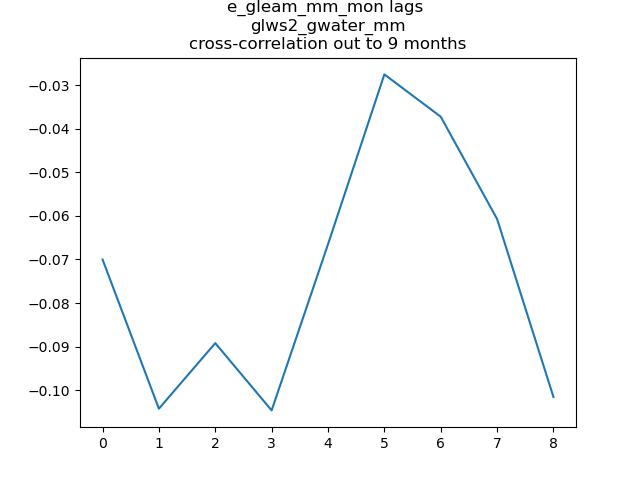 e_gleam_mm_mon lags
glws2_gwater_mm
cross-correlation out to 9 months
−0.03
−0.04
−0.05
−0.06
−0.07
−0.08
−0.09
−0.10
0 1 2 3 4 5 6 7 8